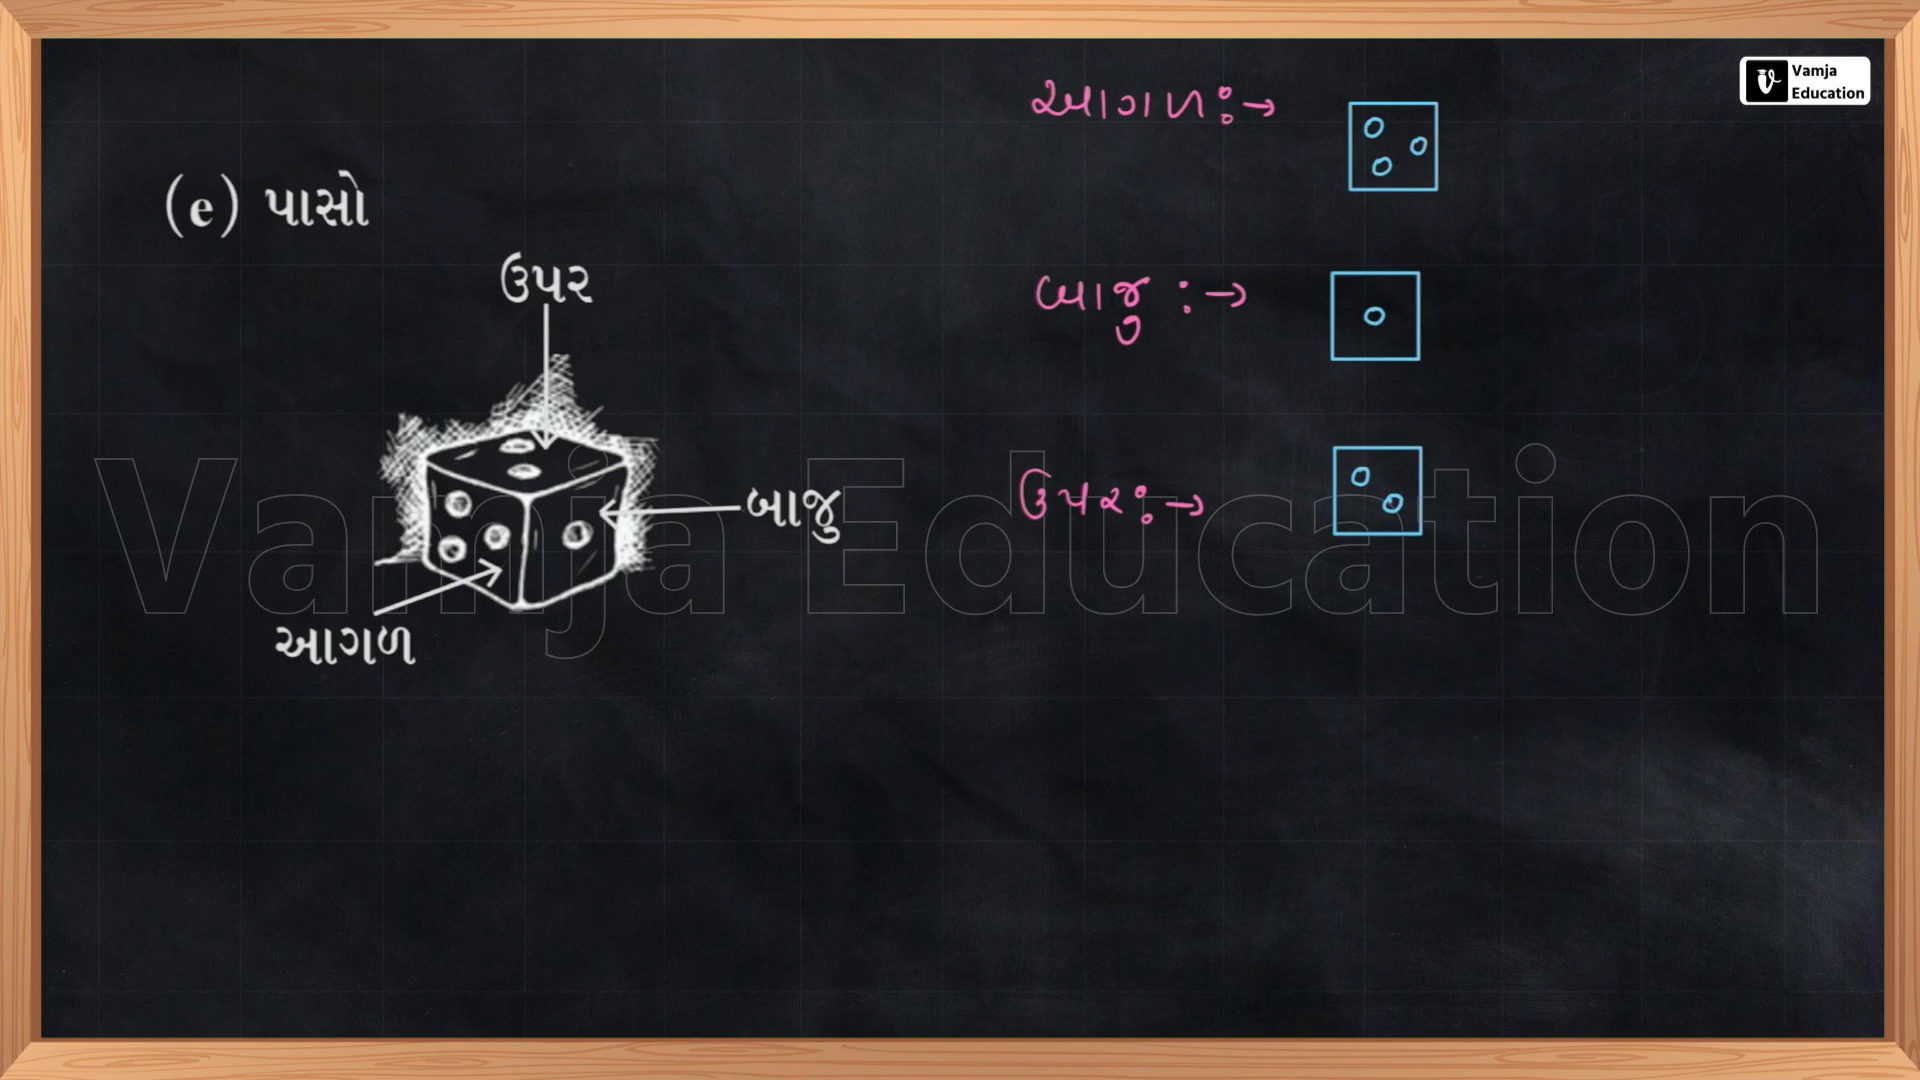 Vamja
Education
(e) પાસો
ઉપર
બાજુ
આગળ
આગળ:→
બાજુ :→
ઉપર:→
Vamja Education